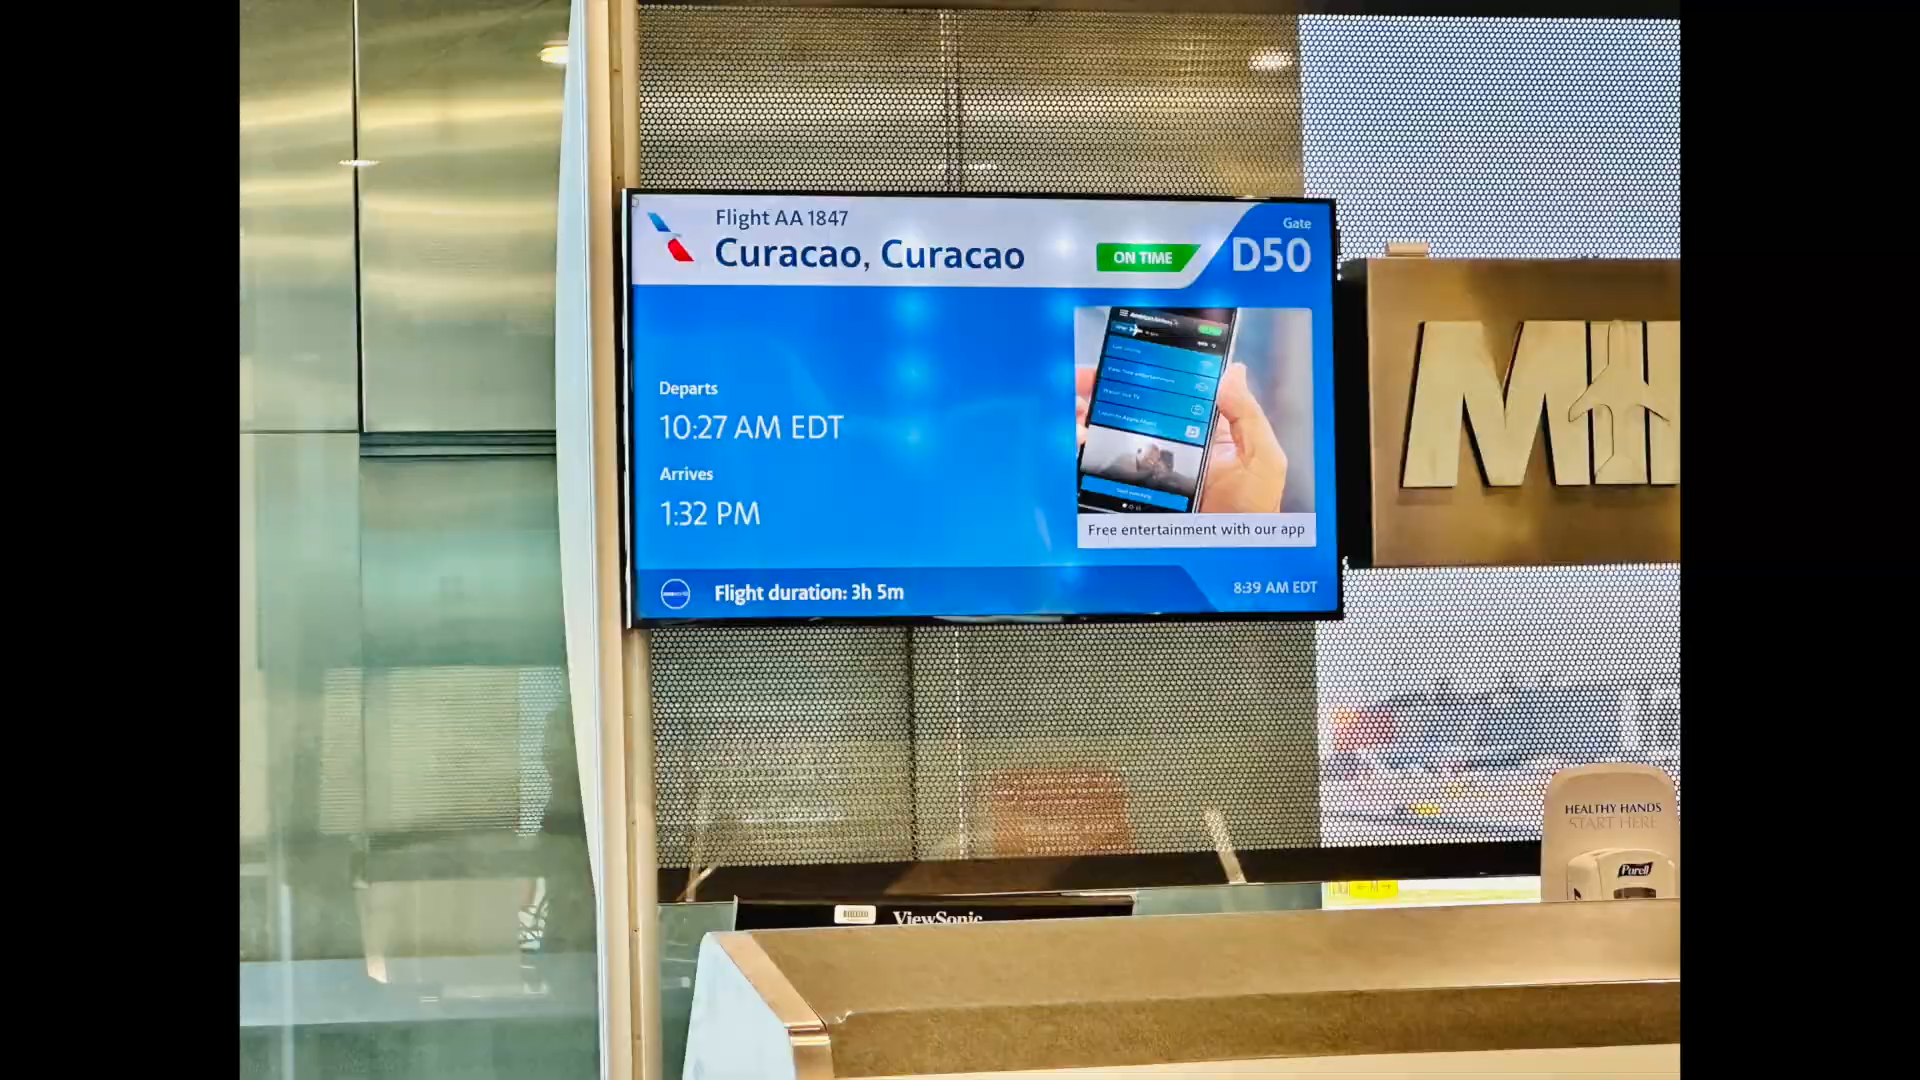 Flight AA 1847
Curacao, Curacao
ON TIME
Gate
D50
Departs
10:27 AM EDT
Arrives
1:32 PM
Free entertainment with our app
Flight duration: 3h 5m
8:39 AM EDT
HEALTHY HANDS
START HERE
Purell
ViewSonic